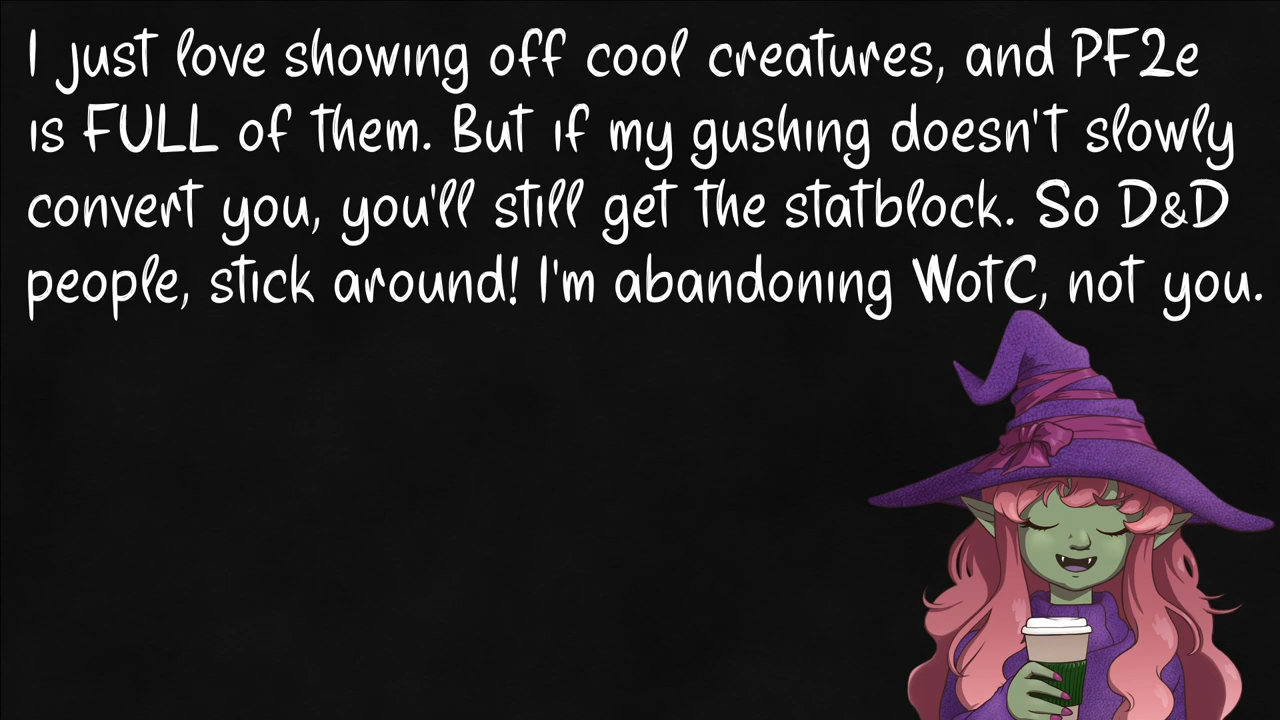 I just love showing off cool creatures, and PF2e
is FULL of them. But if my gushing doesn't slowly
convert you, you'll still get the statblock. So D&D
people, stick around! I'm abandoning WotC, not you.